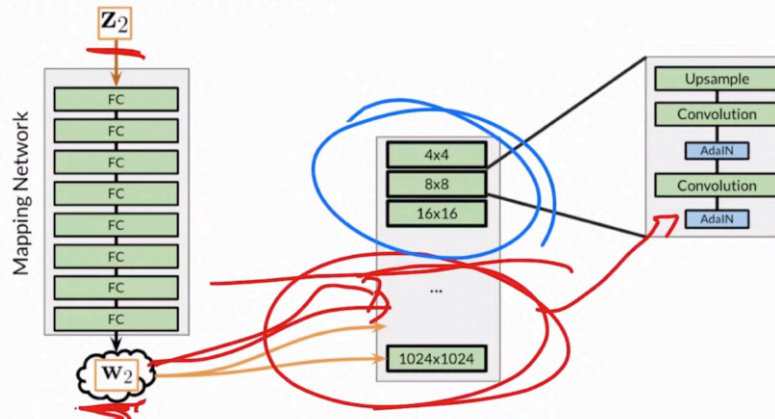 z₂
Mapping Network
FC
FC
FC
FC
FC
FC
FC
FC
w₂
4x4
8x8
16x16
...
1024x1024
Upsample
Convolution
AdaIN
Convolution
AdaIN